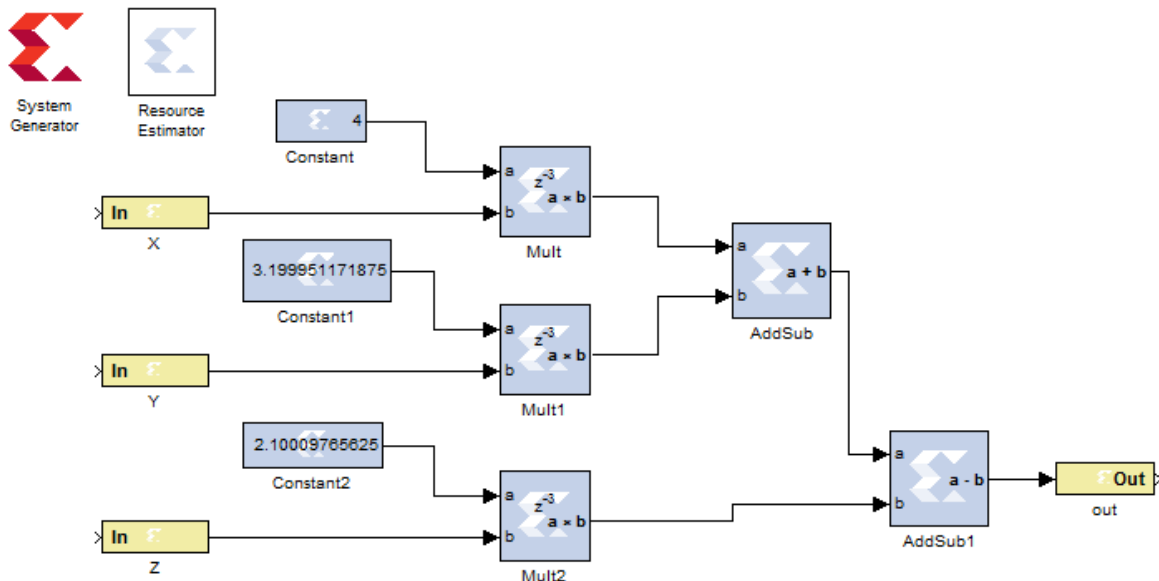 System
Generator
Resource
Estimator
4
Constant
In
X
a
b
z-3
a × b
Mult
3.199951171875
Constant1
In
Y
a
b
z-3
a × b
Mult1
a
b
a + b
AddSub
2.10009765625
Constant2
In
Z
a
b
z-3
a × b
Mult2
a
b
a - b
AddSub1
Out
out